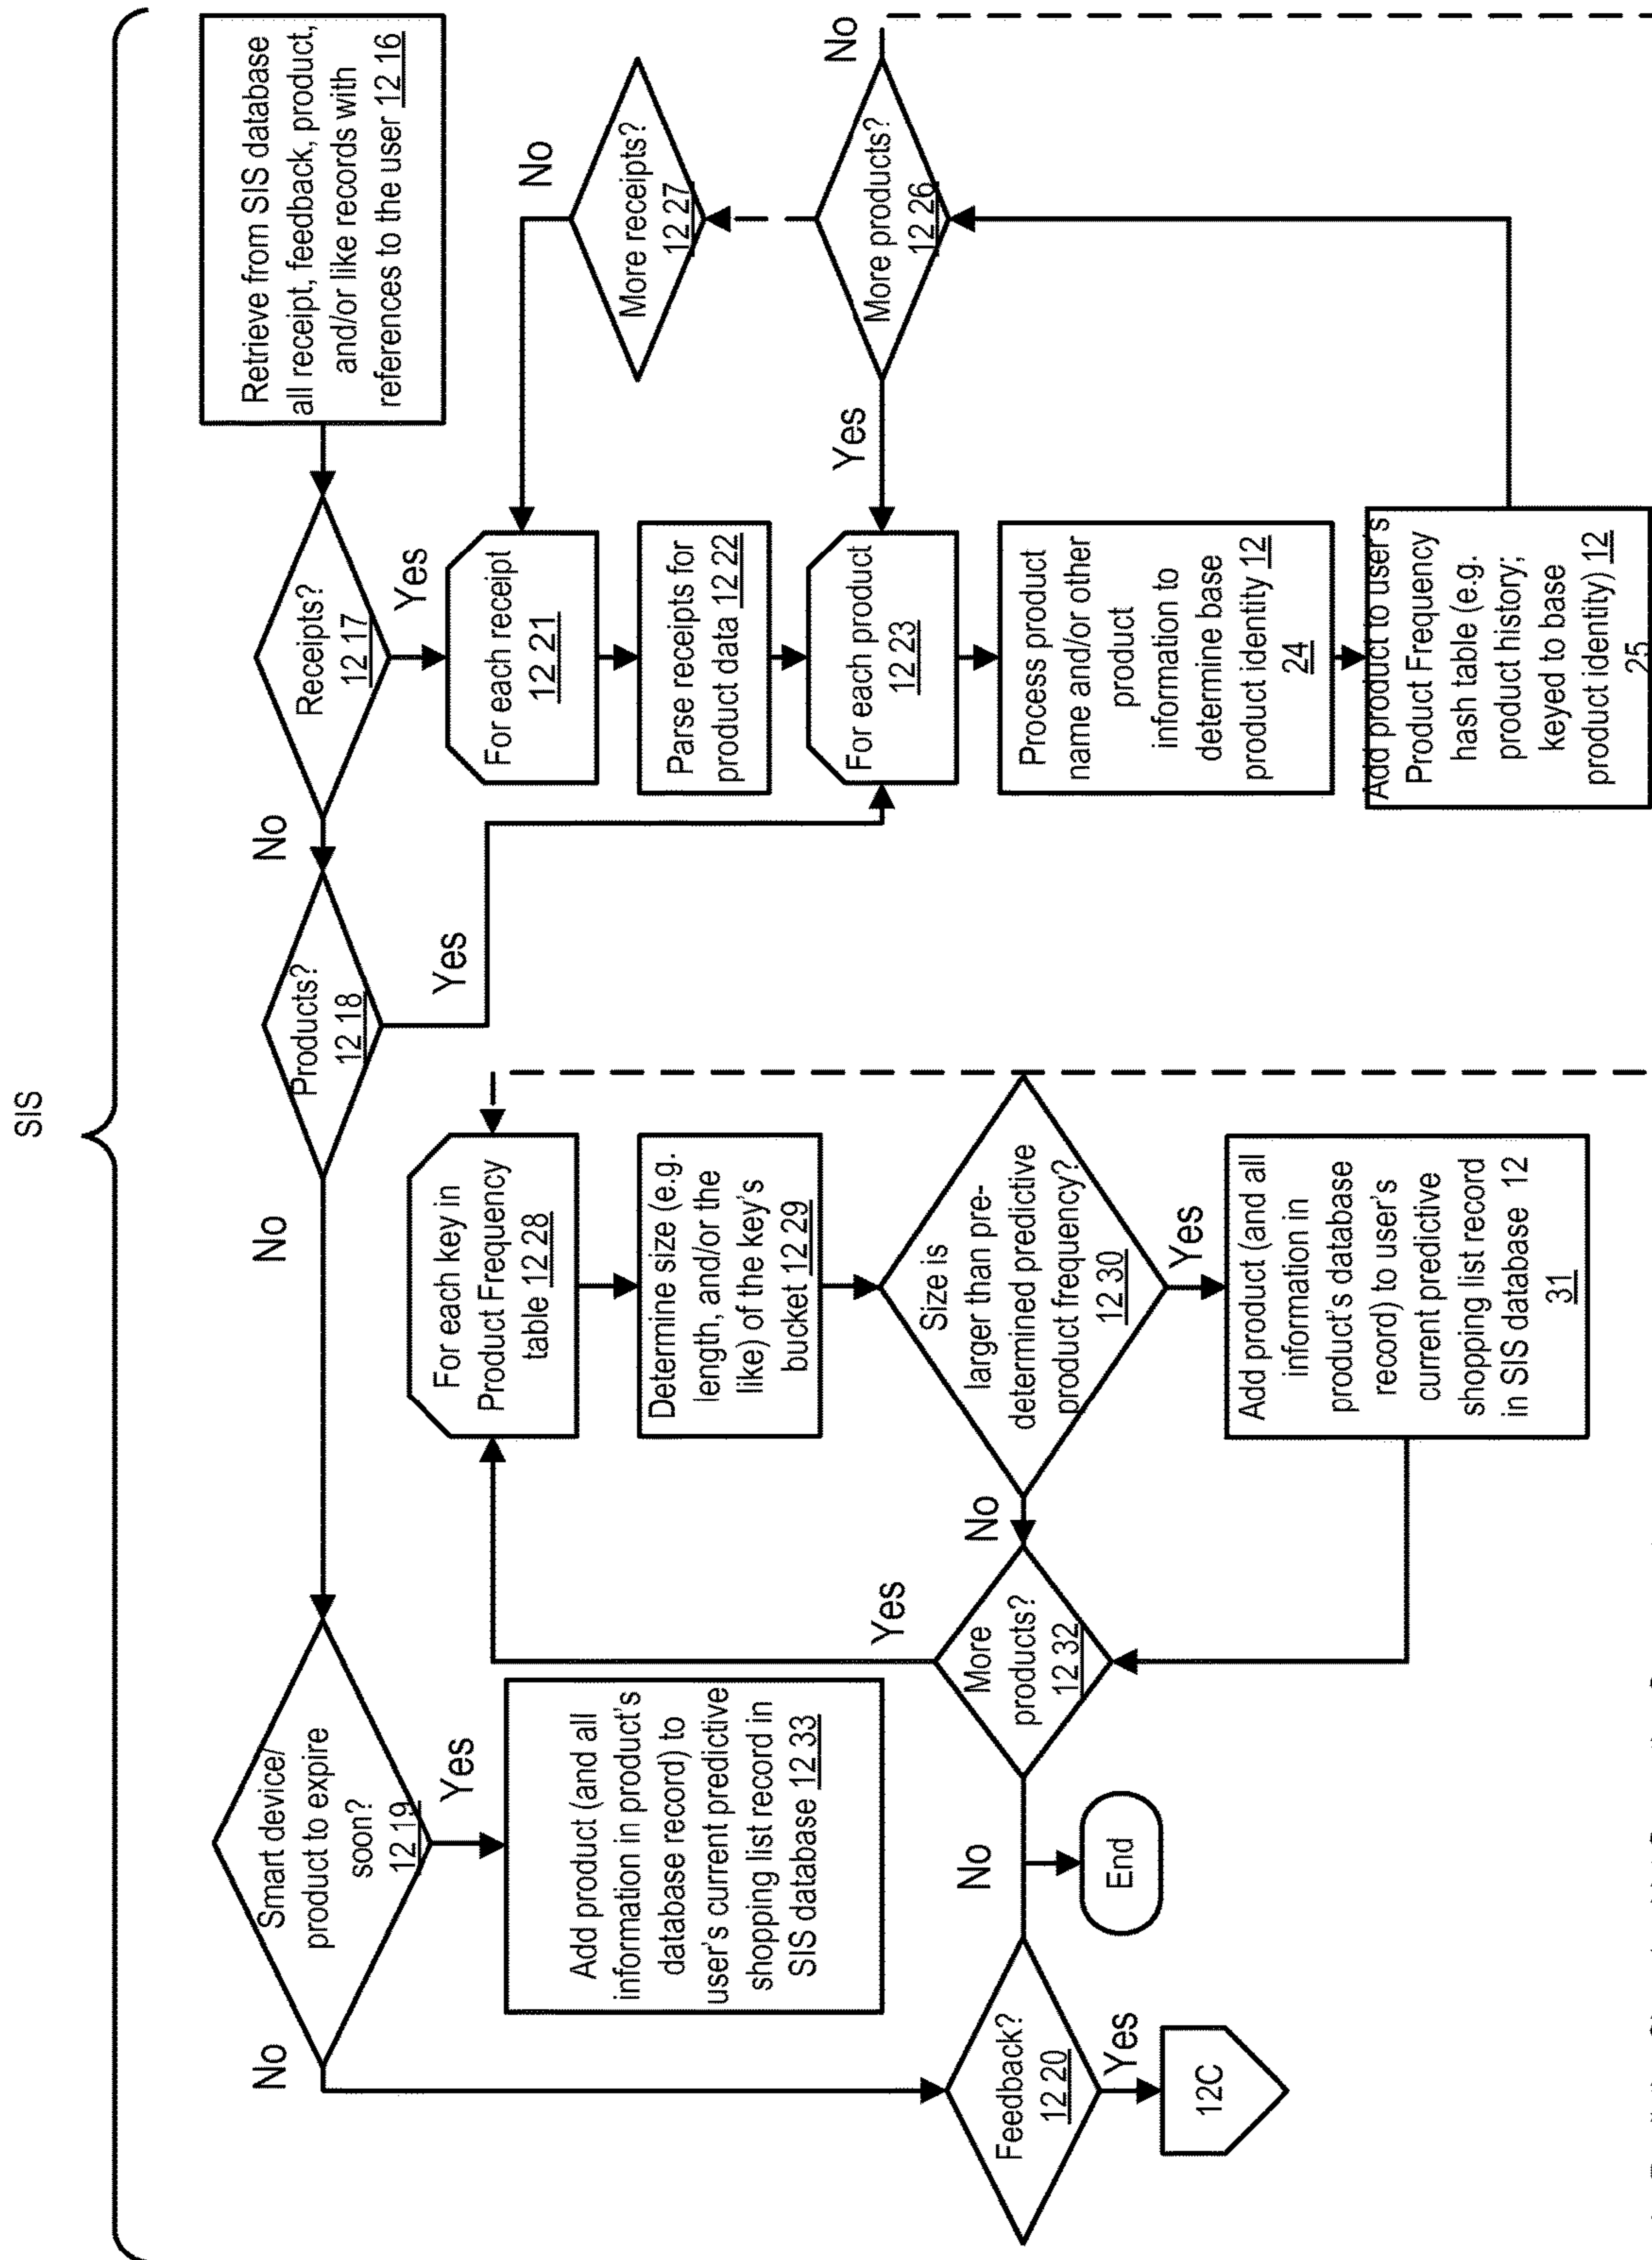 SIS
Retrieve from SIS database
all receipt, feedback, product,
and/or like records with
references to the user 12 16
Receipts?
12 17
No
Yes
Products?
12 18
No
Yes
Smart device/
product to expire
soon?
12 19
No
Yes
For each receipt
12 21
Parse receipts for
product data 12 22
For each product
12 23
Process product
name and/or other
product
information to
determine base
product identity 12
24
Add product to user's
Product Frequency
hash table (e.g.
product history;
keyed to base
product identity) 12
25
More products?
12 26
Yes
No
More receipts?
12 27
No
For each key in
Product Frequency
table 12 28
Determine size (e.g.
length, and/or the
like) of the key's
bucket 12 29
Size is
larger than pre-
determined predictive
product frequency?
12 30
No
Yes
Add product (and all
information in
product's database
record) to user's
current predictive
shopping list record
in SIS database 12
31
More
products?
12 32
Yes
No
Add product (and all
information in product's
database record) to
user's current predictive
shopping list record in
SIS database 12 33
Feedback?
12 20
Yes
End
12C